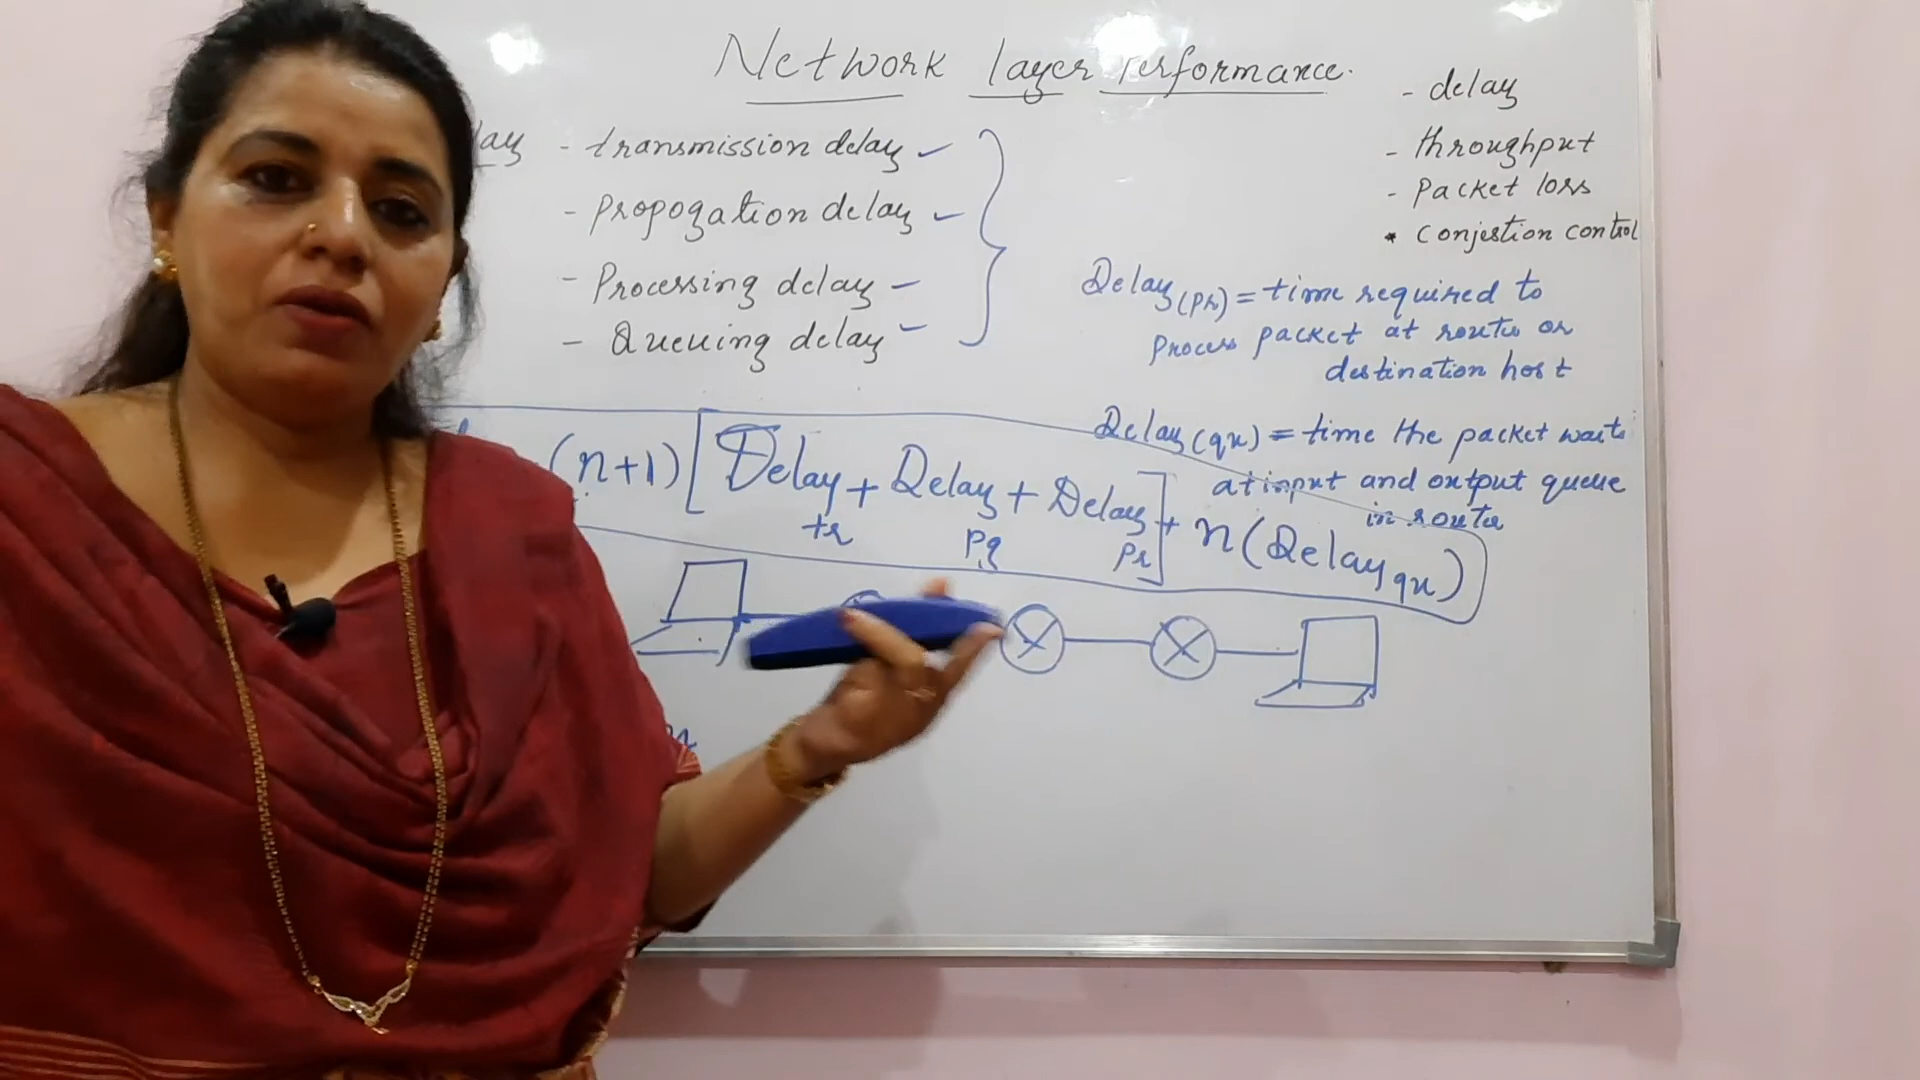 Network layer Performance.
- delay
- throughput
- Packet loss
* Conjestion control
- transmission delay
- Propogation delay
- Processing delay
- Queuing delay
Delay(pr) = time required to
Process packet at router or
destination host
Delay(qu) = time the packet waits
at input and output queue
in router
(n+1) [Delay tr + Delay pg + Delay pr] + n (Delay qu)